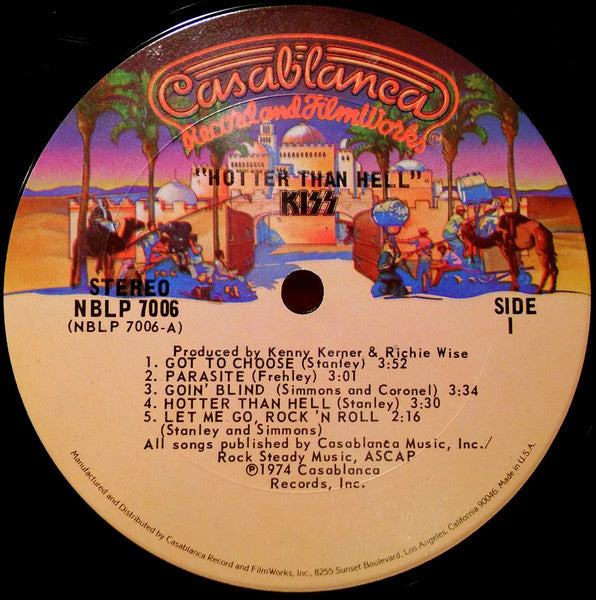 Casablanca
Record and FilmWorks™
"HOTTER THAN HELL"
KISS
STEREO
NBLP 7006
(NBLP 7006-A)
SIDE
1
Produced by Kenny Kerner & Richie Wise
1. GOT TO CHOOSE (Stanley) 3:52
2. PARASITE (Frehley) 3:01
3. GOIN' BLIND (Simmons and Coronel) 3:34
4. HOTTER THAN HELL (Stanley) 3:30
5. LET ME GO, ROCK 'N ROLL 2:16
(Stanley and Simmons)
All songs published by Casablanca Music, Inc./
Rock Steady Music, ASCAP
℗1974 Casablanca
Records, Inc.
Manufactured and Distributed by Casablanca Record and FilmWorks, Inc., 8255 Sunset Boulevard, Los Angeles, California 90046, Made in U.S.A.